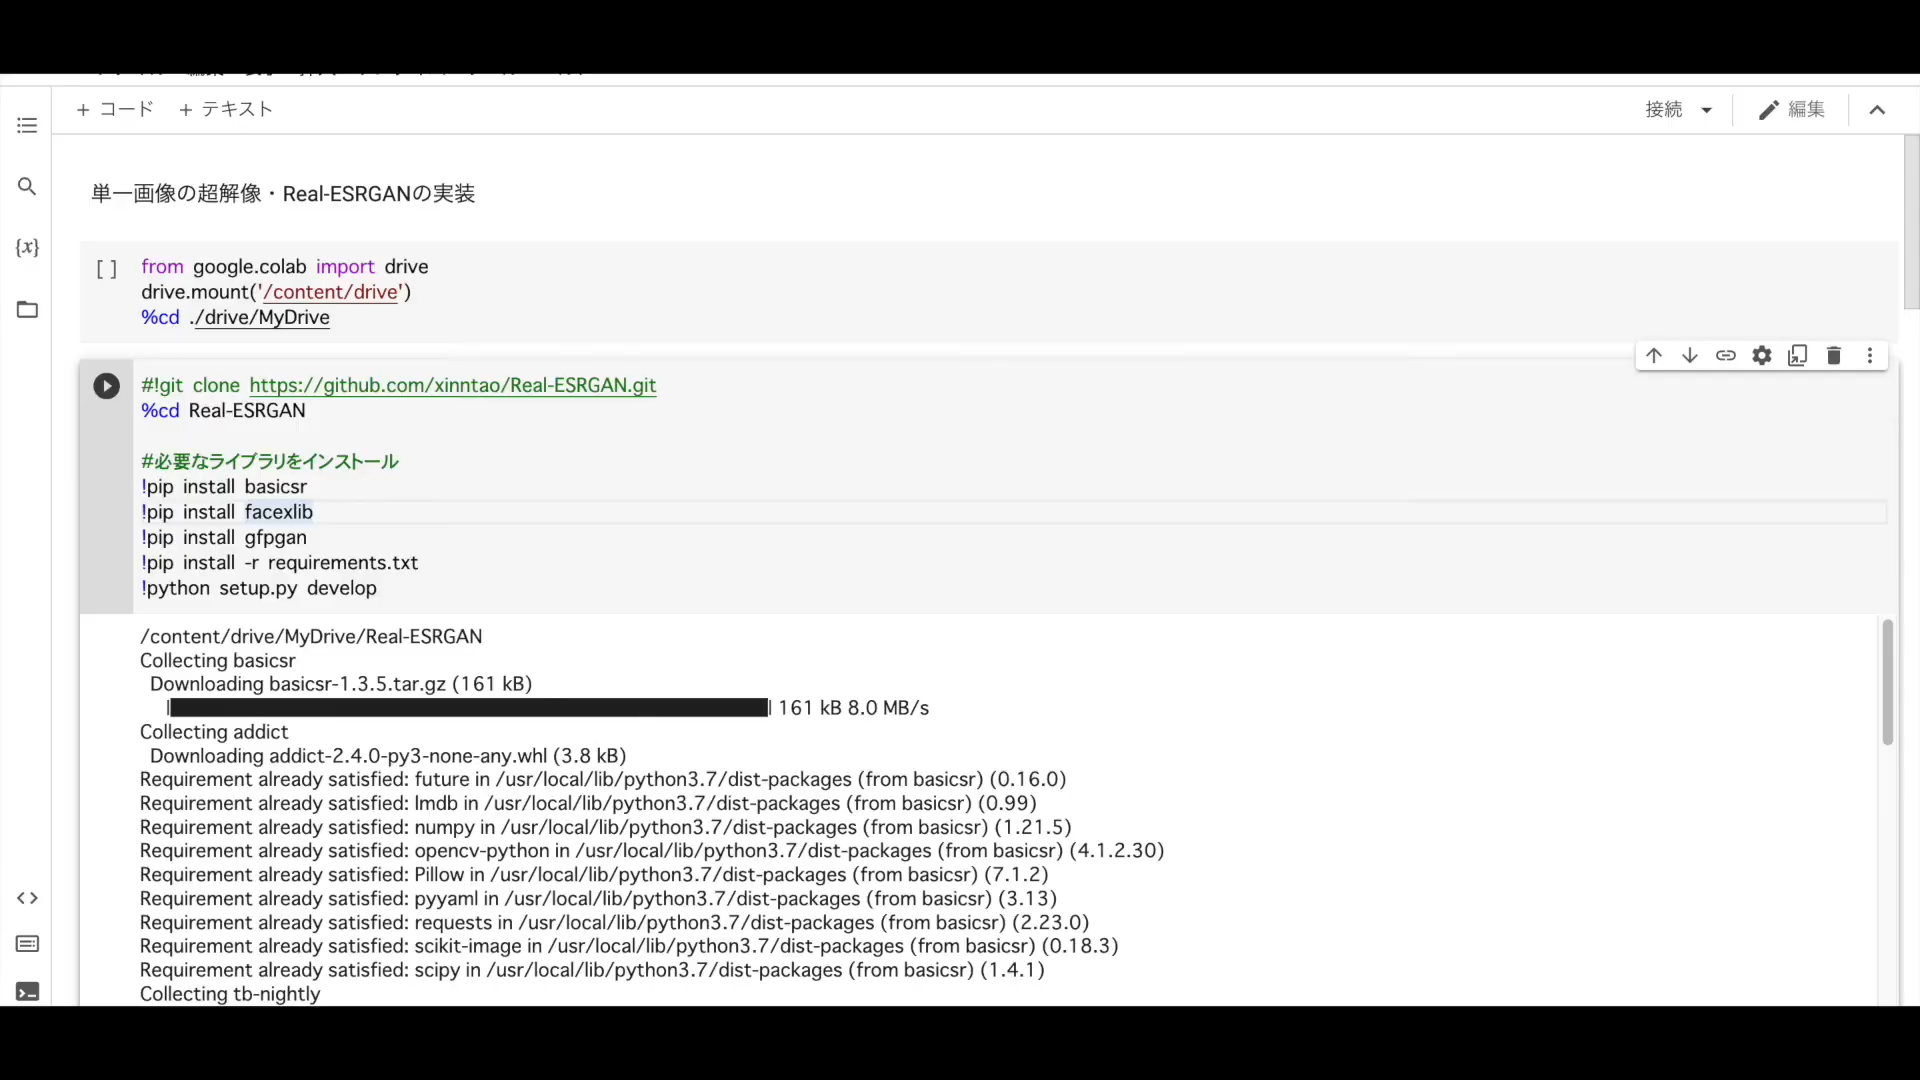 + コード + テキスト
接続 編集
単一画像の超解像・Real-ESRGANの実装
[ ] from google.colab import drive
drive.mount('/content/drive')
%cd ./drive/MyDrive
#!git clone https://github.com/xinntao/Real-ESRGAN.git
%cd Real-ESRGAN
#必要なライブラリをインストール
!pip install basicsr
!pip install facexlib
!pip install gfpgan
!pip install -r requirements.txt
!python setup.py develop
/content/drive/MyDrive/Real-ESRGAN
Collecting basicsr
Downloading basicsr-1.3.5.tar.gz (161 kB)
| 161 kB 8.0 MB/s
Collecting addict
Downloading addict-2.4.0-py3-none-any.whl (3.8 kB)
Requirement already satisfied: future in /usr/local/lib/python3.7/dist-packages (from basicsr) (0.16.0)
Requirement already satisfied: lmdb in /usr/local/lib/python3.7/dist-packages (from basicsr) (0.99)
Requirement already satisfied: numpy in /usr/local/lib/python3.7/dist-packages (from basicsr) (1.21.5)
Requirement already satisfied: opencv-python in /usr/local/lib/python3.7/dist-packages (from basicsr) (4.1.2.30)
Requirement already satisfied: Pillow in /usr/local/lib/python3.7/dist-packages (from basicsr) (7.1.2)
Requirement already satisfied: pyyaml in /usr/local/lib/python3.7/dist-packages (from basicsr) (3.13)
Requirement already satisfied: requests in /usr/local/lib/python3.7/dist-packages (from basicsr) (2.23.0)
Requirement already satisfied: scikit-image in /usr/local/lib/python3.7/dist-packages (from basicsr) (0.18.3)
Requirement already satisfied: scipy in /usr/local/lib/python3.7/dist-packages (from basicsr) (1.4.1)
Collecting tb-nightly